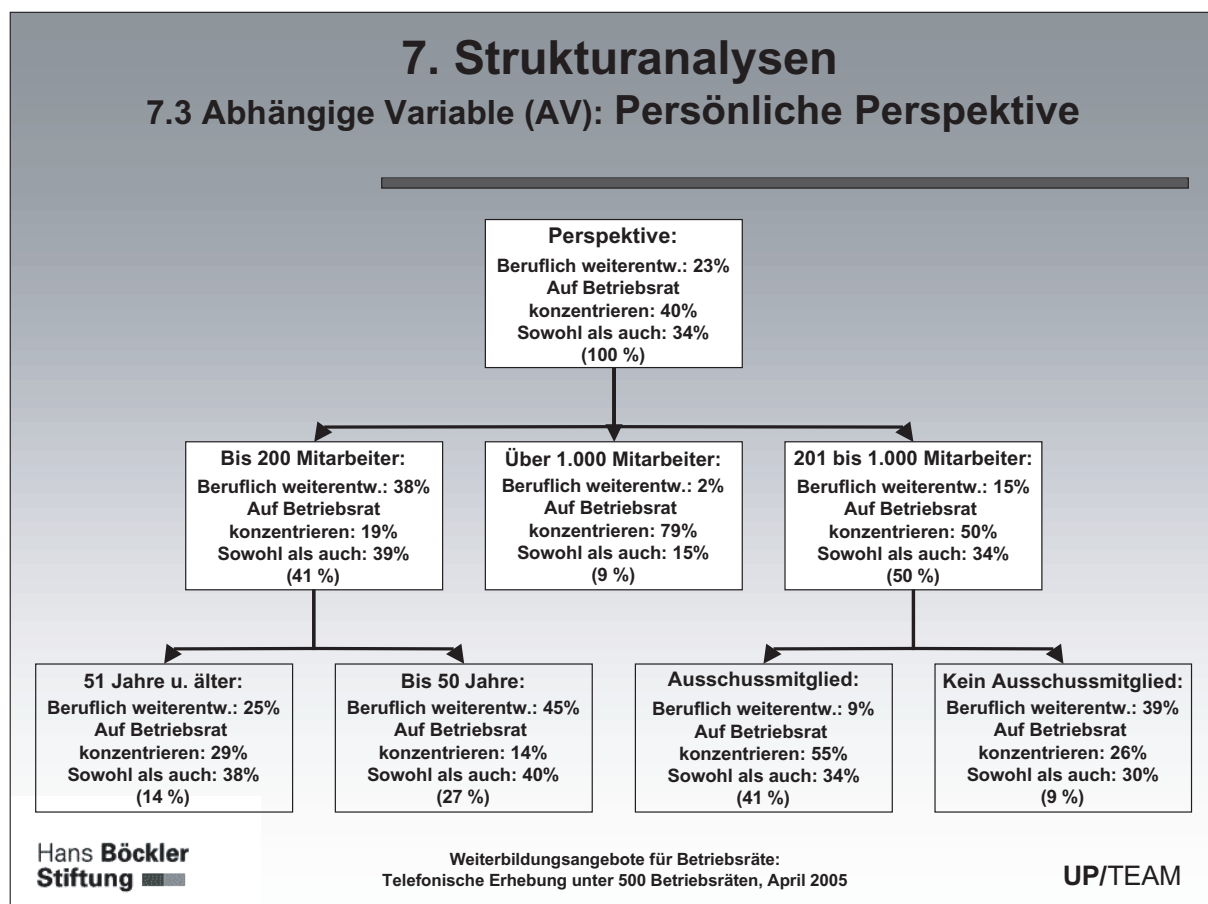 7. Strukturanalysen
7.3 Abhängige Variable (AV): Persönliche Perspektive
Perspektive:
Beruflich weiterentw.: 23%
Auf Betriebsrat
konzentrieren: 40%
Sowohl als auch: 34%
(100 %)
Bis 200 Mitarbeiter:
Beruflich weiterentw.: 38%
Auf Betriebsrat
konzentrieren: 19%
Sowohl als auch: 39%
(41 %)
Über 1.000 Mitarbeiter:
Beruflich weiterentw.: 2%
Auf Betriebsrat
konzentrieren: 79%
Sowohl als auch: 15%
(9 %)
201 bis 1.000 Mitarbeiter:
Beruflich weiterentw.: 15%
Auf Betriebsrat
konzentrieren: 50%
Sowohl als auch: 34%
(50 %)
51 Jahre u. älter:
Beruflich weiterentw.: 25%
Auf Betriebsrat
konzentrieren: 29%
Sowohl als auch: 38%
(14 %)
Bis 50 Jahre:
Beruflich weiterentw.: 45%
Auf Betriebsrat
konzentrieren: 14%
Sowohl als auch: 40%
(27 %)
Ausschussmitglied:
Beruflich weiterentw.: 9%
Auf Betriebsrat
konzentrieren: 55%
Sowohl als auch: 34%
(41 %)
Kein Ausschussmitglied:
Beruflich weiterentw.: 39%
Auf Betriebsrat
konzentrieren: 26%
Sowohl als auch: 30%
(9 %)
Hans Böckler
Stiftung
Weiterbildungsangebote für Betriebsräte:
Telefonische Erhebung unter 500 Betriebsräten, April 2005
UP/TEAM